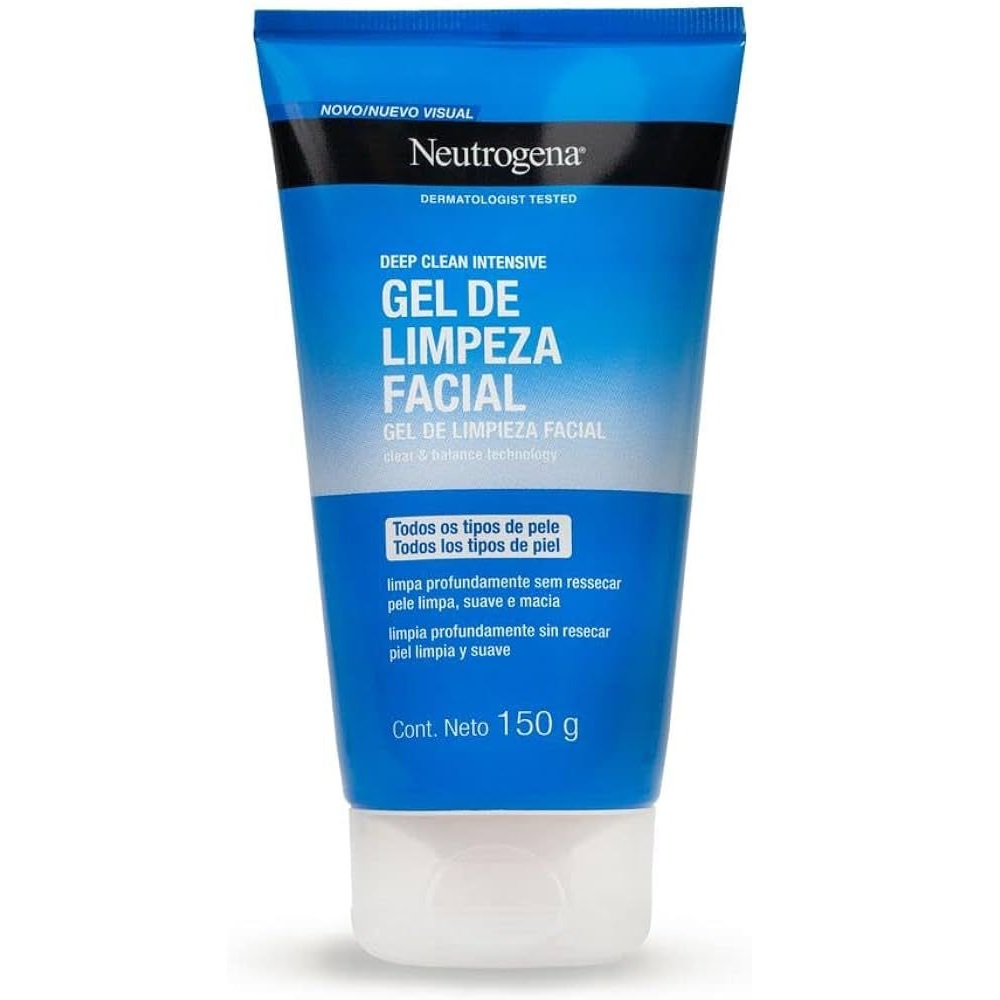 NOVO/NUEVO VISUAL
Neutrogena®
DERMATOLOGIST TESTED
DEEP CLEAN INTENSIVE
GEL DE
LIMPEZA
FACIAL
GEL DE LIMPIEZA FACIAL
clear & balance technology
Todos os tipos de pele
Todos los tipos de piel
limpa profundamente sem ressecar
pele limpa, suave e macia
limpia profundamente sin resecar
piel limpia y suave
Cont. Neto 150 g